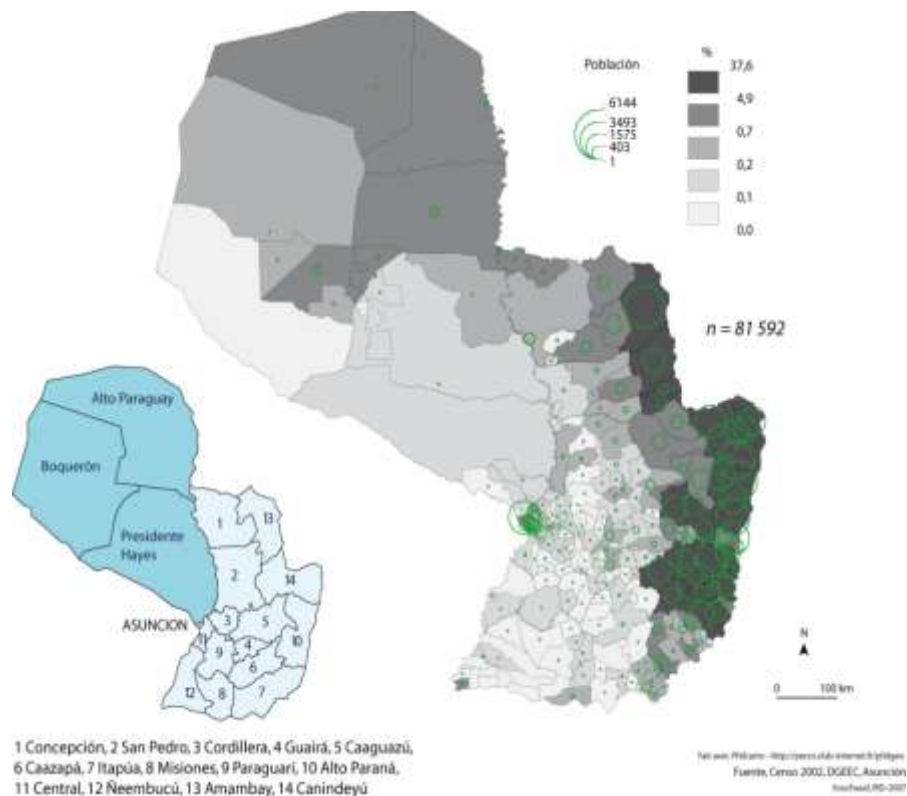 Población
6144
3493
1575
403
1
%
37,6
4,9
0,7
0,2
0,1
0,0
n = 81 592
Alto Paraguay
Boquerón
Presidente
Hayes
1
13
2
14
3
5
4
10
11
9
6
12
8
7
ASUNCION
N
0 100 km
1 Concepción, 2 San Pedro, 3 Cordillera, 4 Guairá, 5 Caaguazú,
6 Caazapá, 7 Itapúa, 8 Misiones, 9 Paraguari, 10 Alto Paraná,
11 Central, 12 Ñeembucú, 13 Amambay, 14 Canindeyú
Fuente, Censo 2002, DGEEC, Asunción